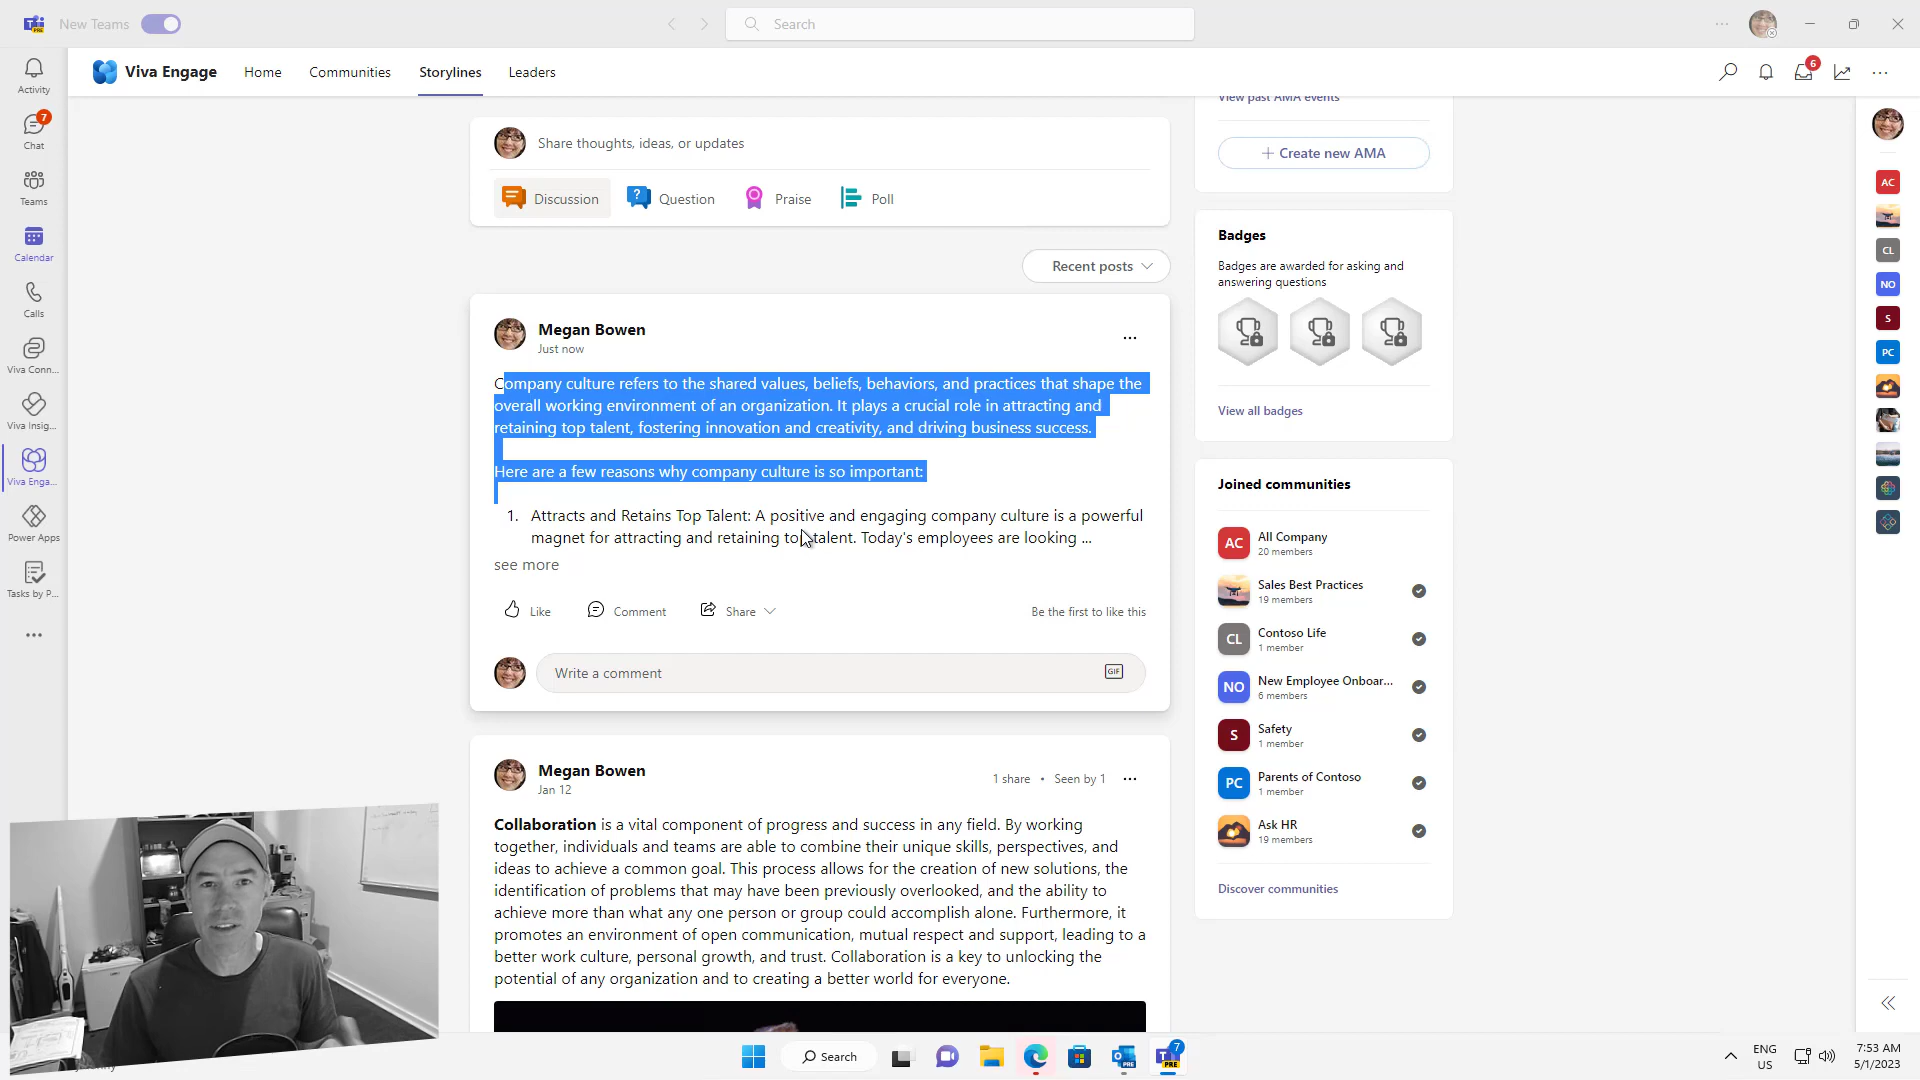 New Teams
Search
Viva Engage
Home
Communities
Storylines
Leaders
6
Activity
7
Chat
Teams
Calendar
Calls
Viva Conn...
Viva Insig...
Viva Enga...
Power Apps
Tasks by P...
Share thoughts, ideas, or updates
Discussion
Question
Praise
Poll
Recent posts
Megan Bowen
Just now
Company culture refers to the shared values, beliefs, behaviors, and practices that shape the
overall working environment of an organization. It plays a crucial role in attracting and
retaining top talent, fostering innovation and creativity, and driving business success.
Here are a few reasons why company culture is so important:
1. Attracts and Retains Top Talent: A positive and engaging company culture is a powerful
magnet for attracting and retaining top talent. Today's employees are looking ...
see more
Like
Comment
Share
Be the first to like this
Write a comment
GIF
Megan Bowen
Jan 12
1 share • Seen by 1
Collaboration is a vital component of progress and success in any field. By working
together, individuals and teams are able to combine their unique skills, perspectives, and
ideas to achieve a common goal. This process allows for the creation of new solutions, the
identification of problems that may have been previously overlooked, and the ability to
achieve more than what any one person or group could accomplish alone. Furthermore, it
promotes an environment of open communication, mutual respect and support, leading to a
better work culture, personal growth, and trust. Collaboration is a key to unlocking the
potential of any organization and to creating a better world for everyone.
View past AMA events
+ Create new AMA
Badges
Badges are awarded for asking and
answering questions
View all badges
Joined communities
AC
All Company
20 members
Sales Best Practices
19 members
CL
Contoso Life
1 member
NO
New Employee Onboar...
6 members
S
Safety
1 member
PC
Parents of Contoso
1 member
Ask HR
19 members
Discover communities
AC
CL
NO
S
PC
Search
PRE
7
PRE
ENG
US
7:53 AM
5/1/2023